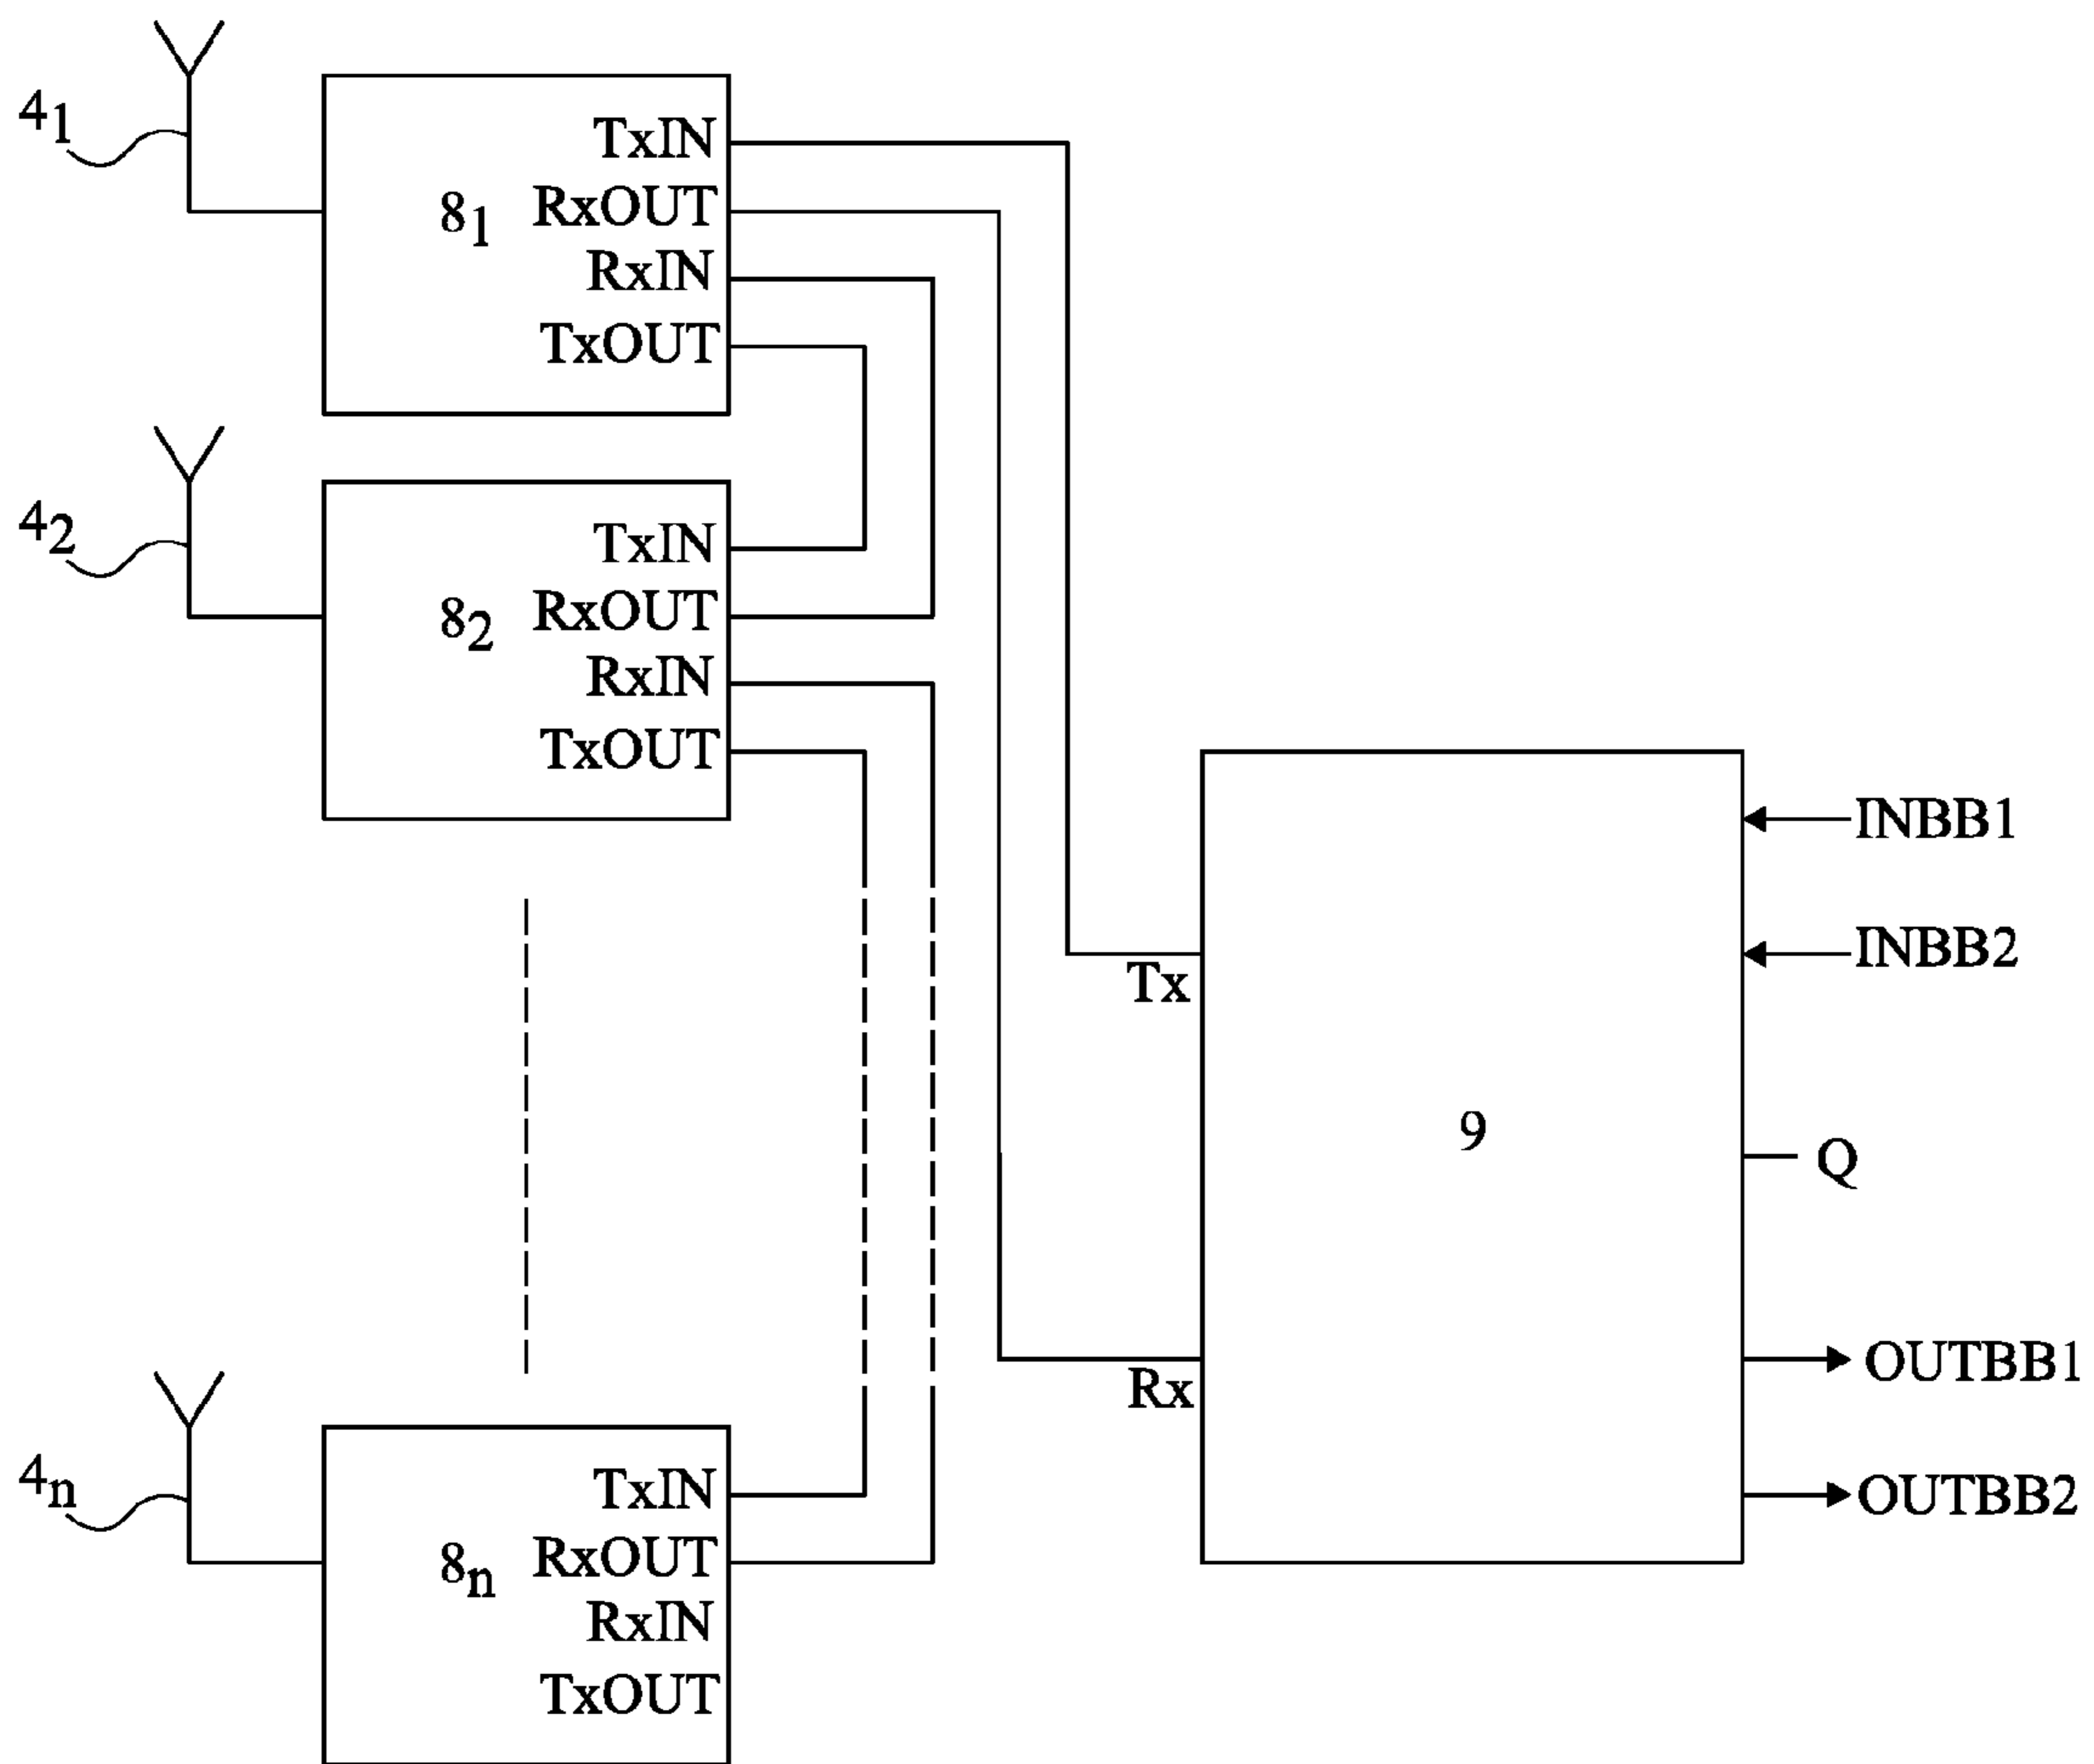 4₁
8₁
TxIN
RxOUT
RxIN
TxOUT
4₂
8₂
TxIN
RxOUT
RxIN
TxOUT
4ₙ
8ₙ
TxIN
RxOUT
RxIN
TxOUT
Tx
Rx
9
INBB1
INBB2
Q
OUTBB1
OUTBB2